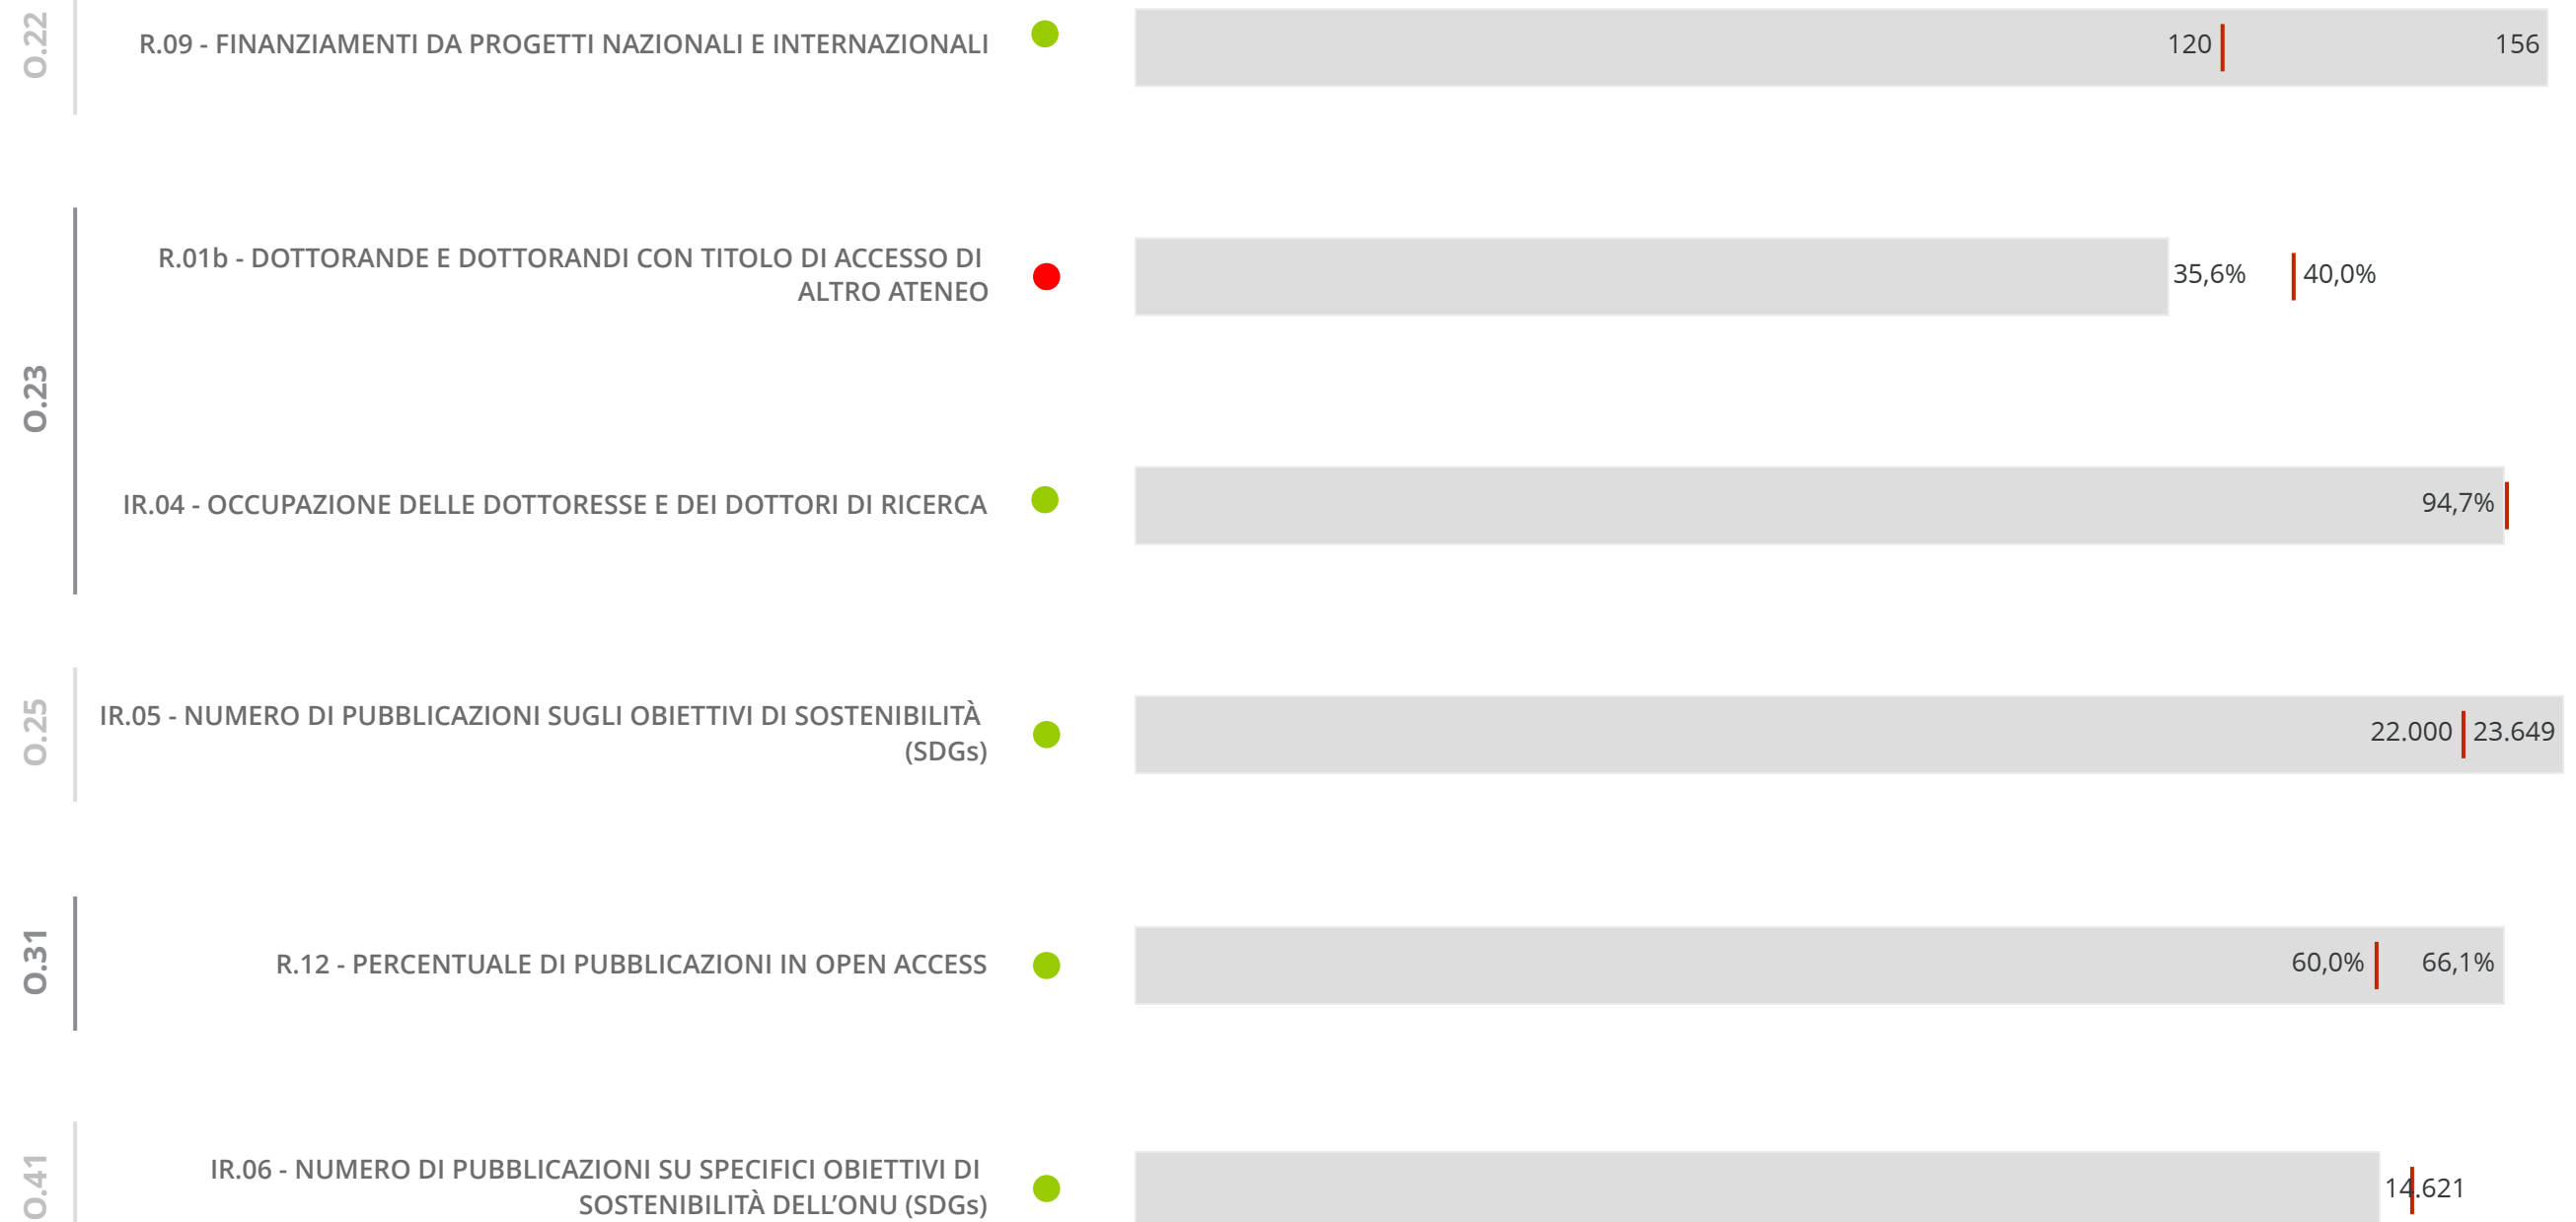 O.22
R.09 - FINANZIAMENTI DA PROGETTI NAZIONALI E INTERNAZIONALI
120
156
O.23
R.01b - DOTTORANDE E DOTTORANDI CON TITOLO DI ACCESSO DI
ALTRO ATENEO
35,6%
40,0%
IR.04 - OCCUPAZIONE DELLE DOTTORESSE E DEI DOTTORI DI RICERCA
94,7%
O.25
IR.05 - NUMERO DI PUBBLICAZIONI SUGLI OBIETTIVI DI SOSTENIBILITÀ
(SDGs)
22.000
23.649
O.31
R.12 - PERCENTUALE DI PUBBLICAZIONI IN OPEN ACCESS
60,0%
66,1%
O.41
IR.06 - NUMERO DI PUBBLICAZIONI SU SPECIFICI OBIETTIVI DI
SOSTENIBILITÀ DELL’ONU (SDGs)
14.621